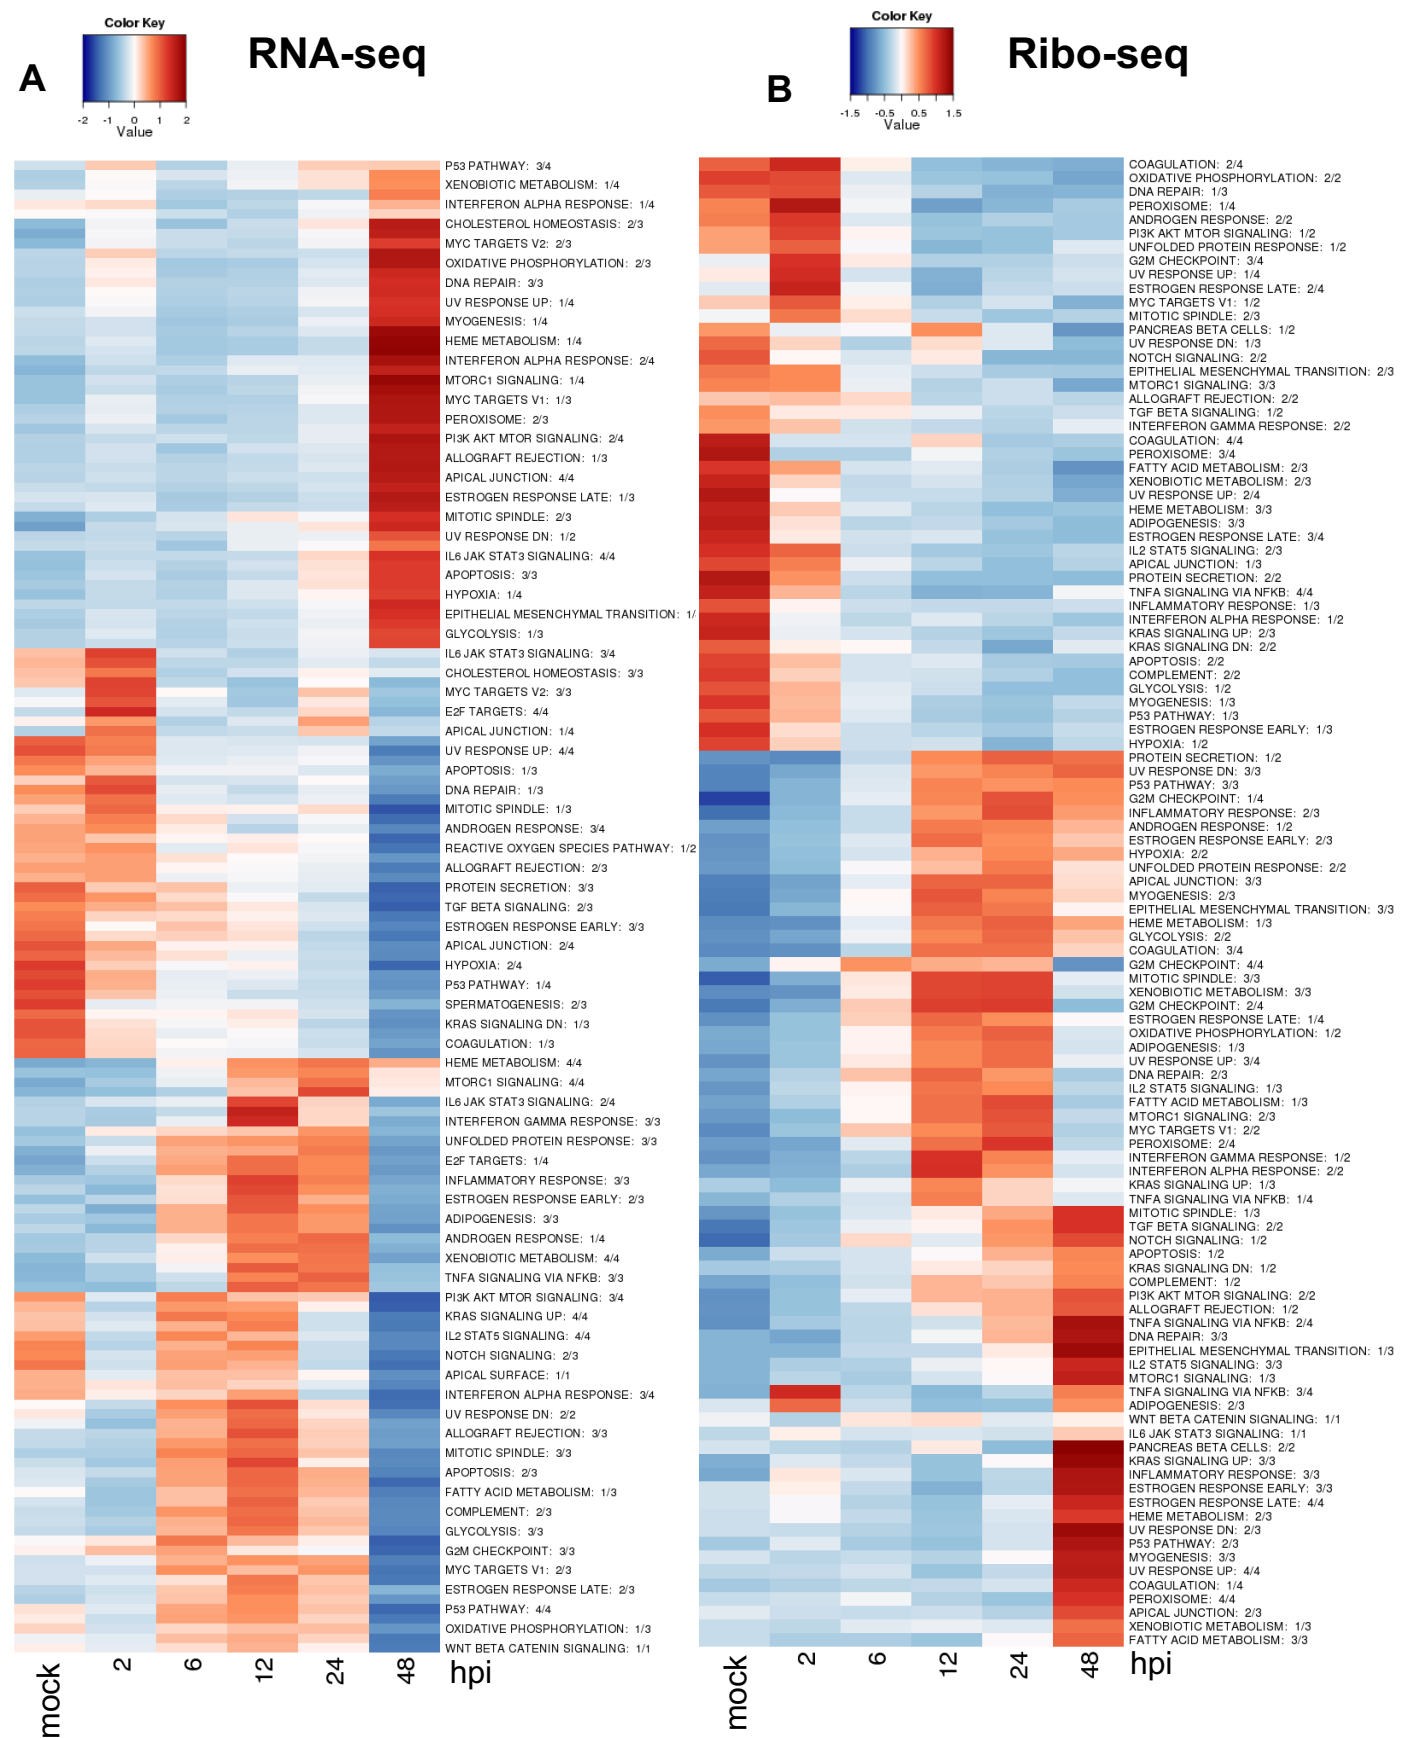 Color Key
RNA-seq
A
-2 -1 0 1 2
Value
P53 PATHWAY: 3/4
XENOBIOTIC METABOLISM: 1/4
INTERFERON ALPHA RESPONSE: 1/4
CHOLESTEROL HOMEOSTASIS: 2/3
MYC TARGETS V2: 2/3
OXIDATIVE PHOSPHORYLATION: 2/3
DNA REPAIR: 3/3
UV RESPONSE UP: 1/4
MYOGENESIS: 1/4
HEME METABOLISM: 1/4
INTERFERON ALPHA RESPONSE: 2/4
MTORC1 SIGNALING: 1/4
MYC TARGETS V1: 1/3
PEROXISOME: 2/3
PI3K AKT MTOR SIGNALING: 2/4
ALLOGRAFT REJECTION: 1/3
APICAL JUNCTION: 4/4
ESTROGEN RESPONSE LATE: 1/3
MITOTIC SPINDLE: 2/3
UV RESPONSE DN: 1/2
IL6 JAK STAT3 SIGNALING: 4/4
APOPTOSIS: 3/3
HYPOXIA: 1/4
EPITHELIAL MESENCHYMAL TRANSITION: 1/
GLYCOLYSIS: 1/3
IL6 JAK STAT3 SIGNALING: 3/4
CHOLESTEROL HOMEOSTASIS: 3/3
MYC TARGETS V2: 3/3
E2F TARGETS: 4/4
APICAL JUNCTION: 1/4
UV RESPONSE UP: 4/4
APOPTOSIS: 1/3
DNA REPAIR: 1/3
MITOTIC SPINDLE: 1/3
ANDROGEN RESPONSE: 3/4
REACTIVE OXYGEN SPECIES PATHWAY: 1/2
ALLOGRAFT REJECTION: 2/3
PROTEIN SECRETION: 3/3
TGF BETA SIGNALING: 2/3
ESTROGEN RESPONSE EARLY: 3/3
APICAL JUNCTION: 2/4
HYPOXIA: 2/4
P53 PATHWAY: 1/4
SPERMATOGENESIS: 2/3
KRAS SIGNALING DN: 1/3
COAGULATION: 1/3
HEME METABOLISM: 4/4
MTORC1 SIGNALING: 4/4
IL6 JAK STAT3 SIGNALING: 2/4
INTERFERON GAMMA RESPONSE: 3/3
UNFOLDED PROTEIN RESPONSE: 3/3
E2F TARGETS: 1/4
INFLAMMATORY RESPONSE: 3/3
ESTROGEN RESPONSE EARLY: 2/3
ADIPOGENESIS: 3/3
ANDROGEN RESPONSE: 1/4
XENOBIOTIC METABOLISM: 4/4
TNFA SIGNALING VIA NFKB: 3/3
PI3K AKT MTOR SIGNALING: 3/4
KRAS SIGNALING UP: 4/4
IL2 STAT5 SIGNALING: 4/4
NOTCH SIGNALING: 2/3
APICAL SURFACE: 1/1
INTERFERON ALPHA RESPONSE: 3/4
UV RESPONSE DN: 2/2
ALLOGRAFT REJECTION: 3/3
MITOTIC SPINDLE: 3/3
APOPTOSIS: 2/3
FATTY ACID METABOLISM: 1/3
COMPLEMENT: 2/3
GLYCOLYSIS: 3/3
G2M CHECKPOINT: 3/3
MYC TARGETS V1: 2/3
ESTROGEN RESPONSE LATE: 2/3
P53 PATHWAY: 4/4
OXIDATIVE PHOSPHORYLATION: 1/3
WNT BETA CATENIN SIGNALING: 1/1
mock 2 6 12 24 48 hpi
Color Key
Ribo-seq
B
-1.5 -0.5 0.5 1.5
Value
COAGULATION: 2/4
OXIDATIVE PHOSPHORYLATION: 2/2
DNA REPAIR: 1/3
PEROXISOME: 1/4
ANDROGEN RESPONSE: 2/2
PI3K AKT MTOR SIGNALING: 1/2
UNFOLDED PROTEIN RESPONSE: 1/2
G2M CHECKPOINT: 3/4
UV RESPONSE UP: 1/4
ESTROGEN RESPONSE LATE: 2/4
MYC TARGETS V1: 1/2
MITOTIC SPINDLE: 2/3
PANCREAS BETA CELLS: 1/2
UV RESPONSE DN: 1/3
NOTCH SIGNALING: 2/2
EPITHELIAL MESENCHYMAL TRANSITION: 2/3
MTORC1 SIGNALING: 3/3
ALLOGRAFT REJECTION: 2/2
TGF BETA SIGNALING: 1/2
INTERFERON GAMMA RESPONSE: 2/2
COAGULATION: 4/4
PEROXISOME: 3/4
FATTY ACID METABOLISM: 2/3
XENOBIOTIC METABOLISM: 2/3
UV RESPONSE UP: 2/4
HEME METABOLISM: 3/3
ADIPOGENESIS: 3/3
ESTROGEN RESPONSE LATE: 3/4
IL2 STAT5 SIGNALING: 2/3
APICAL JUNCTION: 1/3
PROTEIN SECRETION: 2/2
TNFA SIGNALING VIA NFKB: 4/4
INFLAMMATORY RESPONSE: 1/3
INTERFERON ALPHA RESPONSE: 1/2
KRAS SIGNALING UP: 2/3
KRAS SIGNALING DN: 2/2
APOPTOSIS: 2/2
COMPLEMENT: 2/2
GLYCOLYSIS: 1/2
MYOGENESIS: 1/3
P53 PATHWAY: 1/3
ESTROGEN RESPONSE EARLY: 1/3
HYPOXIA: 1/2
PROTEIN SECRETION: 1/2
UV RESPONSE DN: 3/3
P53 PATHWAY: 3/3
G2M CHECKPOINT: 1/4
INFLAMMATORY RESPONSE: 2/3
ANDROGEN RESPONSE: 1/2
ESTROGEN RESPONSE EARLY: 2/3
HYPOXIA: 2/2
UNFOLDED PROTEIN RESPONSE: 2/2
APICAL JUNCTION: 3/3
MYOGENESIS: 2/3
EPITHELIAL MESENCHYMAL TRANSITION: 3/3
HEME METABOLISM: 1/3
GLYCOLYSIS: 2/2
COAGULATION: 3/4
G2M CHECKPOINT: 4/4
MITOTIC SPINDLE: 3/3
XENOBIOTIC METABOLISM: 3/3
G2M CHECKPOINT: 2/4
ESTROGEN RESPONSE LATE: 1/4
OXIDATIVE PHOSPHORYLATION: 1/2
ADIPOGENESIS: 1/3
UV RESPONSE UP: 3/4
DNA REPAIR: 2/3
IL2 STAT5 SIGNALING: 1/3
FATTY ACID METABOLISM: 1/3
MTORC1 SIGNALING: 2/3
MYC TARGETS V1: 2/2
PEROXISOME: 2/4
INTERFERON GAMMA RESPONSE: 1/2
INTERFERON ALPHA RESPONSE: 2/2
KRAS SIGNALING UP: 1/3
TNFA SIGNALING VIA NFKB: 1/4
MITOTIC SPINDLE: 1/3
TGF BETA SIGNALING: 2/2
NOTCH SIGNALING: 1/2
APOPTOSIS: 1/2
KRAS SIGNALING DN: 1/2
COMPLEMENT: 1/2
PI3K AKT MTOR SIGNALING: 2/2
ALLOGRAFT REJECTION: 1/2
TNFA SIGNALING VIA NFKB: 2/4
DNA REPAIR: 3/3
EPITHELIAL MESENCHYMAL TRANSITION: 1/3
IL2 STAT5 SIGNALING: 3/3
MTORC1 SIGNALING: 1/3
TNFA SIGNALING VIA NFKB: 3/4
ADIPOGENESIS: 2/3
WNT BETA CATENIN SIGNALING: 1/1
IL6 JAK STAT3 SIGNALING: 1/1
PANCREAS BETA CELLS: 2/2
KRAS SIGNALING UP: 3/3
INFLAMMATORY RESPONSE: 3/3
ESTROGEN RESPONSE EARLY: 3/3
ESTROGEN RESPONSE LATE: 4/4
HEME METABOLISM: 2/3
UV RESPONSE DN: 2/3
P53 PATHWAY: 2/3
MYOGENESIS: 3/3
UV RESPONSE UP: 4/4
COAGULATION: 1/4
PEROXISOME: 4/4
APICAL JUNCTION: 2/3
XENOBIOTIC METABOLISM: 1/3
FATTY ACID METABOLISM: 3/3
mock 2 6 12 24 48 hpi